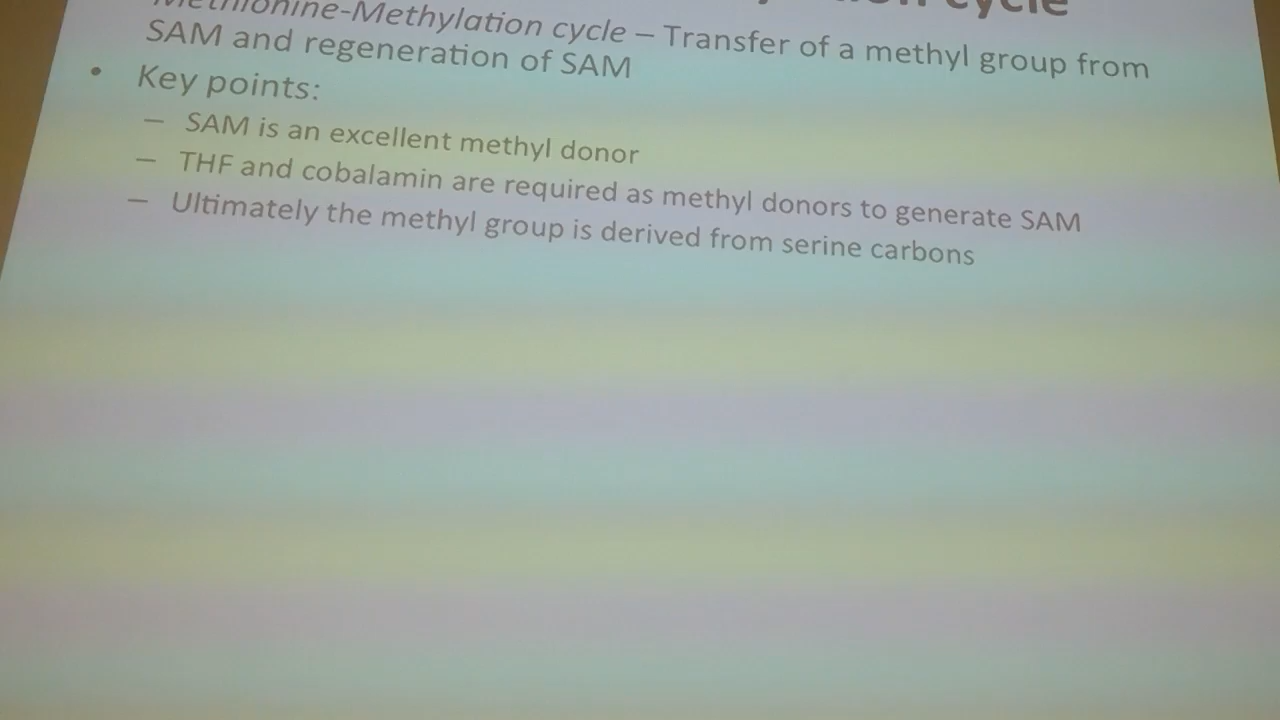 cycle
Methionine-Methylation cycle – Transfer of a methyl group from
SAM and regeneration of SAM
• Key points:
– SAM is an excellent methyl donor
– THF and cobalamin are required as methyl donors to generate SAM
– Ultimately the methyl group is derived from serine carbons